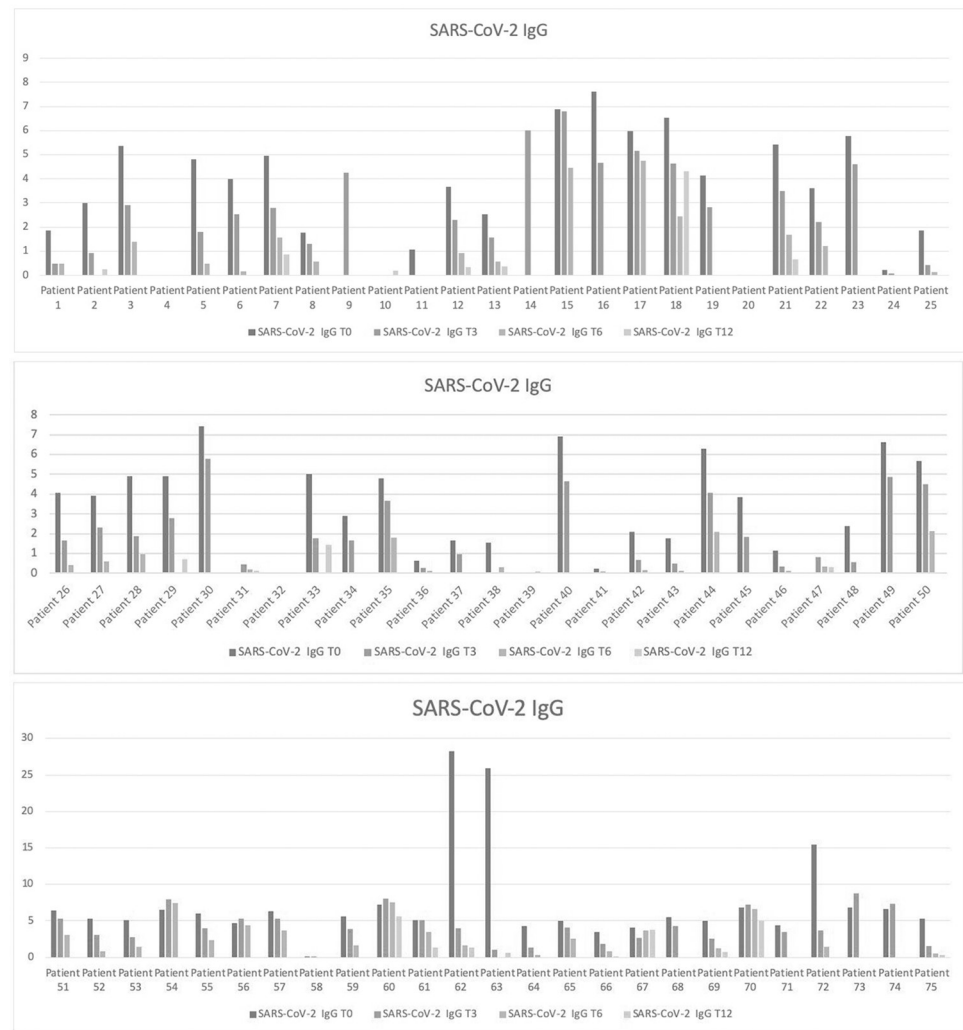 SARS-CoV-2 IgG
9
8
7
6
5
4
3
2
1
0
Patient Patient Patient Patient Patient Patient Patient Patient Patient Patient Patient Patient Patient Patient Patient Patient Patient Patient Patient Patient Patient Patient Patient Patient Patient
1 2 3 4 5 6 7 8 9 10 11 12 13 14 15 16 17 18 19 20 21 22 23 24 25
SARS-CoV-2 IgG T0 SARS-CoV-2 IgG T3 SARS-CoV-2 IgG T6 SARS-CoV-2 IgG T12
SARS-CoV-2 IgG
8
7
6
5
4
3
2
1
0
Patient 26 Patient 27 Patient 28 Patient 29 Patient 30 Patient 31 Patient 32 Patient 33 Patient 34 Patient 35 Patient 36 Patient 37 Patient 38 Patient 39 Patient 40 Patient 41 Patient 42 Patient 43 Patient 44 Patient 45 Patient 46 Patient 47 Patient 48 Patient 49 Patient 50
SARS-CoV-2 IgG T0 SARS-CoV-2 IgG T3 SARS-CoV-2 IgG T6 SARS-CoV-2 IgG T12
SARS-CoV-2 IgG
30
25
20
15
10
5
0
Patient Patient Patient Patient Patient Patient Patient Patient Patient Patient Patient Patient Patient Patient Patient Patient Patient Patient Patient Patient Patient Patient Patient Patient Patient
51 52 53 54 55 56 57 58 59 60 61 62 63 64 65 66 67 68 69 70 71 72 73 74 75
SARS-CoV-2 IgG T0 SARS-CoV-2 IgG T3 SARS-CoV-2 IgG T6 SARS-CoV-2 IgG T12